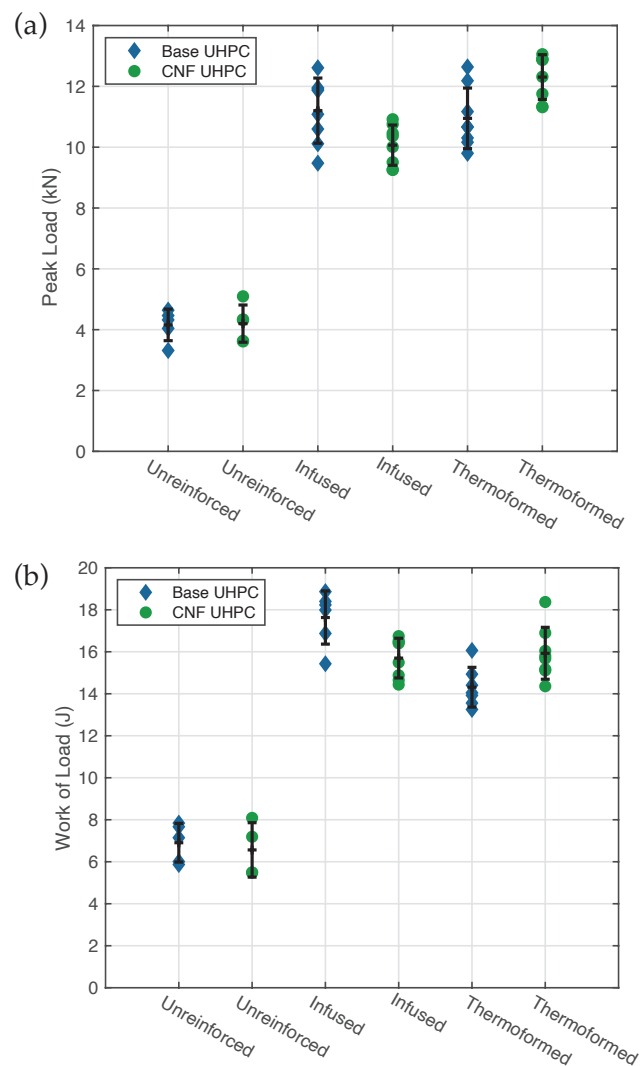 (a)
14
12
10
8
6
4
2
0
Peak Load (kN)
Base UHPC
CNF UHPC
Unreinforced
Unreinforced
Infused
Infused
Thermoformed
Thermoformed
(b)
20
18
16
14
12
10
8
6
4
2
0
Work of Load (J)
Base UHPC
CNF UHPC
Unreinforced
Unreinforced
Infused
Infused
Thermoformed
Thermoformed